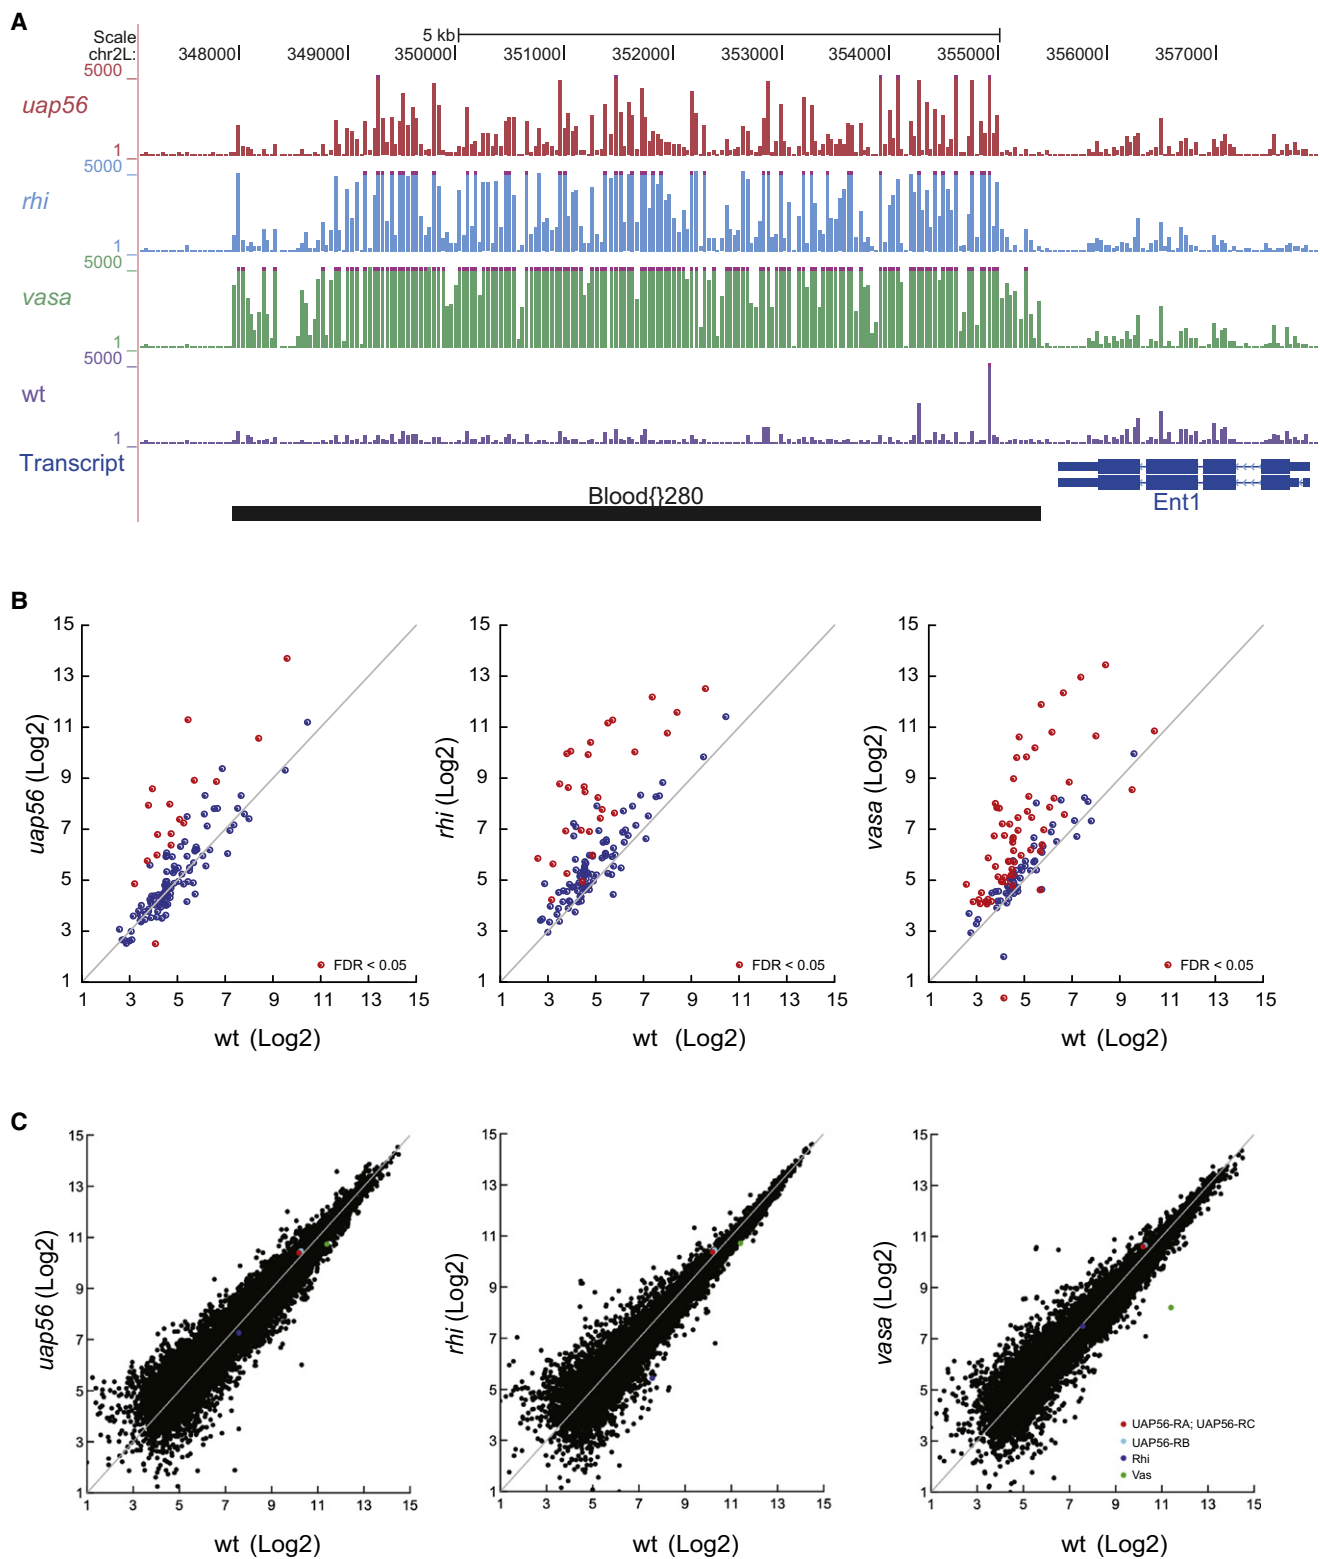 A
Scale
5 kb
chr2L:
348000
349000
350000
351000
352000
353000
354000
355000
356000
357000
5000
uap56
1
5000
rhi
1
5000
vasa
1
5000
wt
1
Transcript
Blood{}280
Ent1
B
15
13
11
9
7
5
3
1
uap56 (Log2)
FDR < 0.05
1 3 5 7 9 11 13 15
wt (Log2)
15
13
11
9
7
5
3
1
rhi (Log2)
FDR < 0.05
1 3 5 7 9 11 13 15
wt (Log2)
15
13
11
9
7
5
3
1
vasa (Log2)
FDR < 0.05
1 3 5 7 9 11 13 15
wt (Log2)
C
15
13
11
9
7
5
3
1
uap56 (Log2)
1 3 5 7 9 11 13 15
wt (Log2)
15
13
11
9
7
5
3
1
rhi (Log2)
1 3 5 7 9 11 13 15
wt (Log2)
15
13
11
9
7
5
3
1
vasa (Log2)
UAP56-RA; UAP56-RC
UAP56-RB
Rhi
Vas
1 3 5 7 9 11 13 15
wt (Log2)